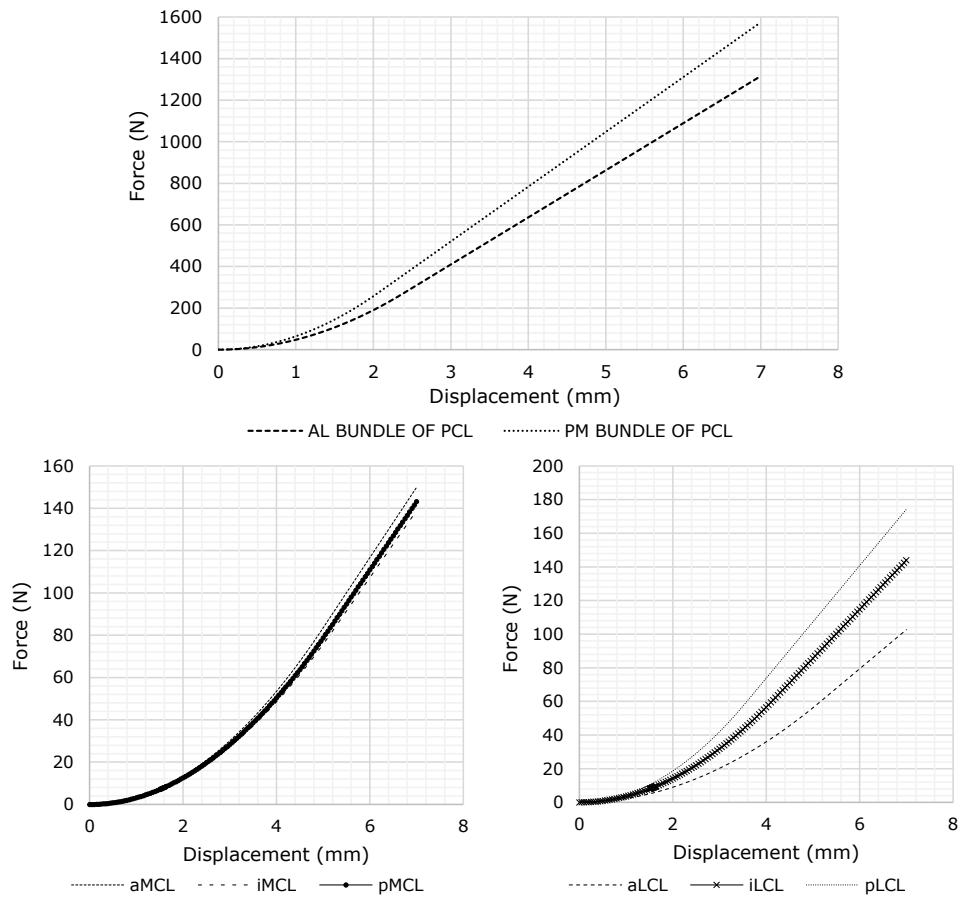 1600
1400
1200
1000
800
600
400
200
0
Force (N)
0 1 2 3 4 5 6 7 8
Displacement (mm)
AL BUNDLE OF PCL PM BUNDLE OF PCL
160
140
120
100
80
60
40
20
0
Force (N)
0 2 4 6 8
Displacement (mm)
aMCL iMCL pMCL
200
180
160
140
120
100
80
60
40
20
0
Force (N)
0 2 4 6 8
Displacement (mm)
aLCL iLCL pLCL